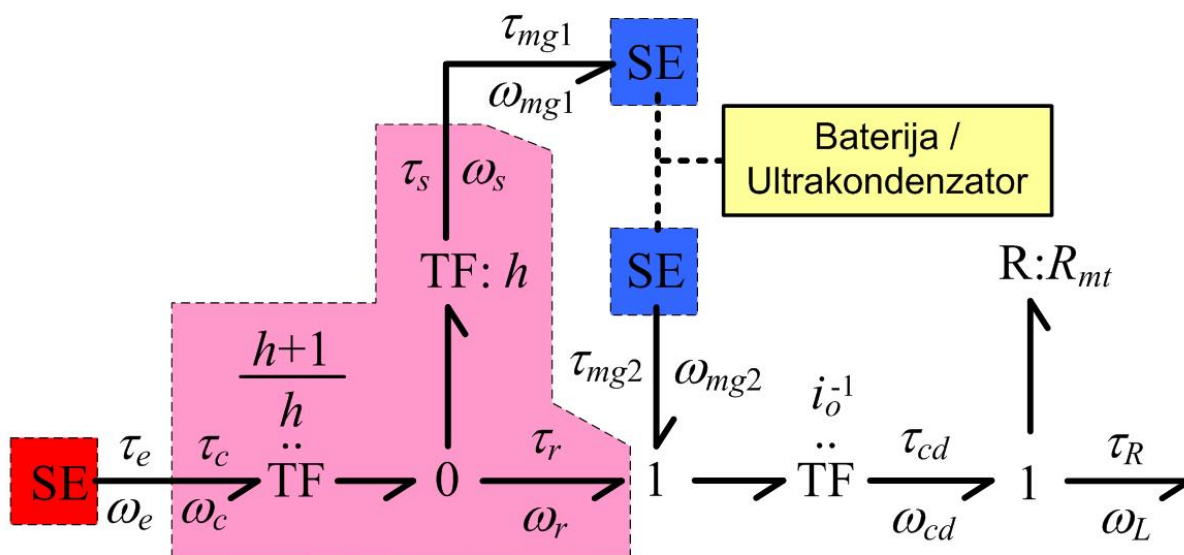 τmg1
SE
ωmg1
Baterija /
Ultrakondenzator
τs ωs
TF: h
SE
R:Rmt
h+1
h
τmg2 ωmg2
io-1
SE
τe
ωe
τc
ωc
..
TF
0
τr
ωr
1
..
TF
τcd
ωcd
1
τR
ωL